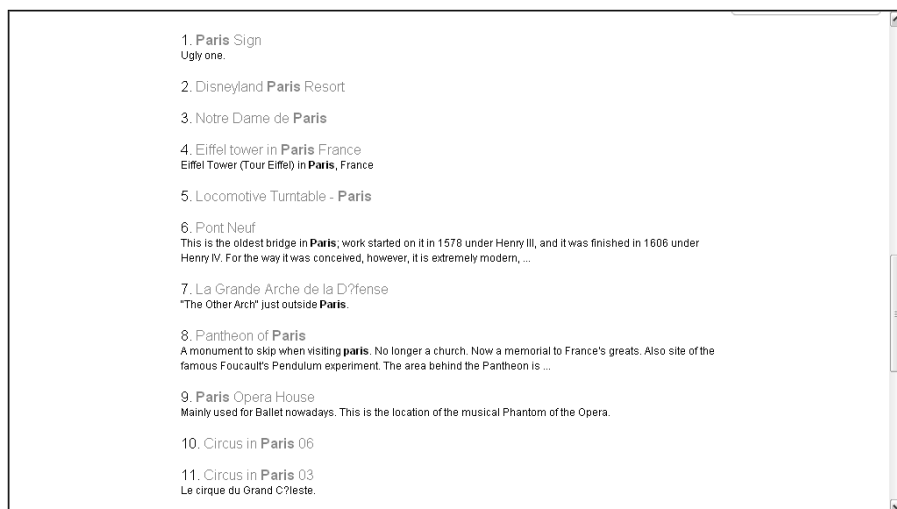 1. Paris Sign
Ugly one.
2. Disneyland Paris Resort
3. Notre Dame de Paris
4. Eiffel tower in Paris France
Eiffel Tower (Tour Eiffel) in Paris, France
5. Locomotive Turntable - Paris
6. Pont Neuf
This is the oldest bridge in Paris; work started on it in 1578 under Henry III, and it was finished in 1606 under
Henry IV. For the way it was conceived, however, it is extremely modern, ...
7. La Grande Arche de la D?fense
"The Other Arch" just outside Paris.
8. Pantheon of Paris
A monument to skip when visiting paris. No longer a church. Now a memorial to France's greats. Also site of the
famous Foucault's Pendulum experiment. The area behind the Pantheon is ...
9. Paris Opera House
Mainly used for Ballet nowadays. This is the location of the musical Phantom of the Opera.
10. Circus in Paris 06
11. Circus in Paris 03
Le cirque du Grand C?leste.